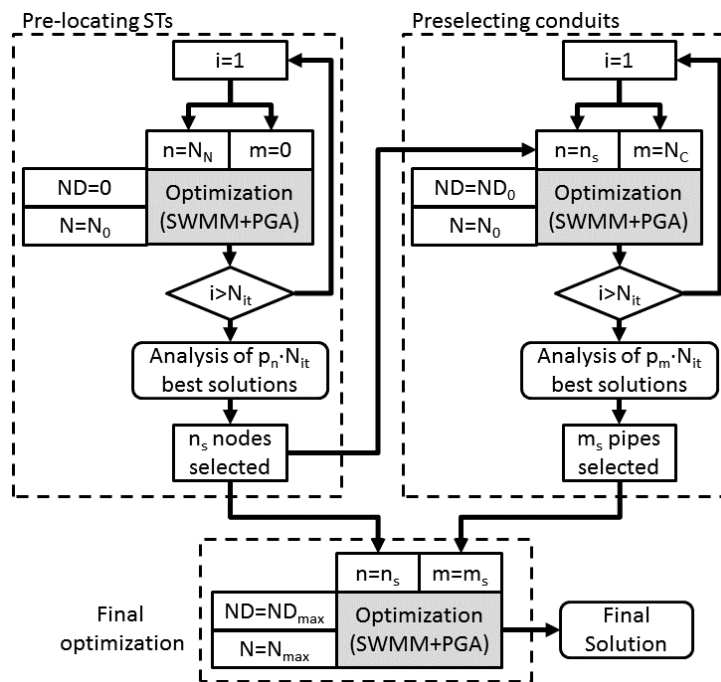 Pre-locating STs
i=1
n=N_N
m=0
ND=0
N=N_0
Optimization
(SWMM+PGA)
i>N_it
Analysis of p_n·N_it
best solutions
n_s nodes
selected
Preselecting conduits
i=1
n=n_s
m=N_C
ND=ND_0
N=N_0
Optimization
(SWMM+PGA)
i>N_it
Analysis of p_m·N_it
best solutions
m_s pipes
selected
Final
optimization
n=n_s
m=m_s
ND=ND_max
N=N_max
Optimization
(SWMM+PGA)
Final
Solution